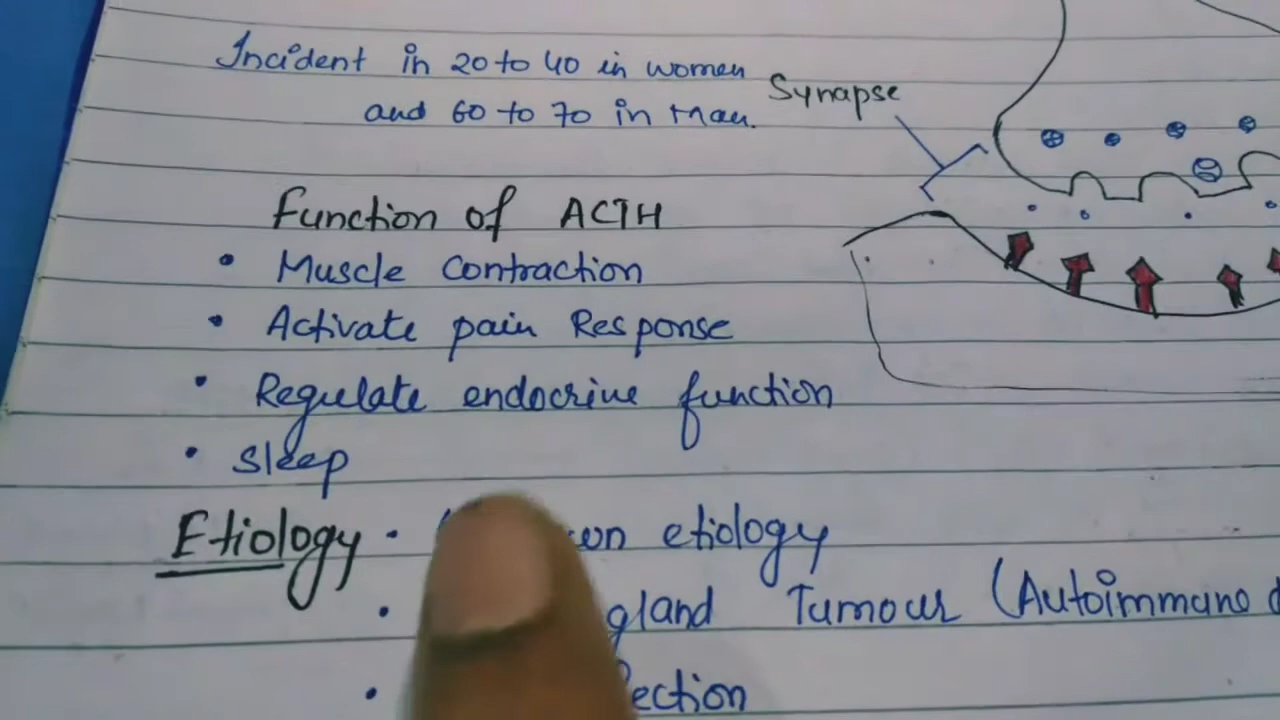 Incident in 20 to 40 in women
and 60 to 70 in Man.
Synapse
Function of ACTH
• Muscle Contraction
• Activate pain Response
• Regulate endocrine function
• Sleep
Etiology • etiology
• gland Tumour (Autoimmune
•